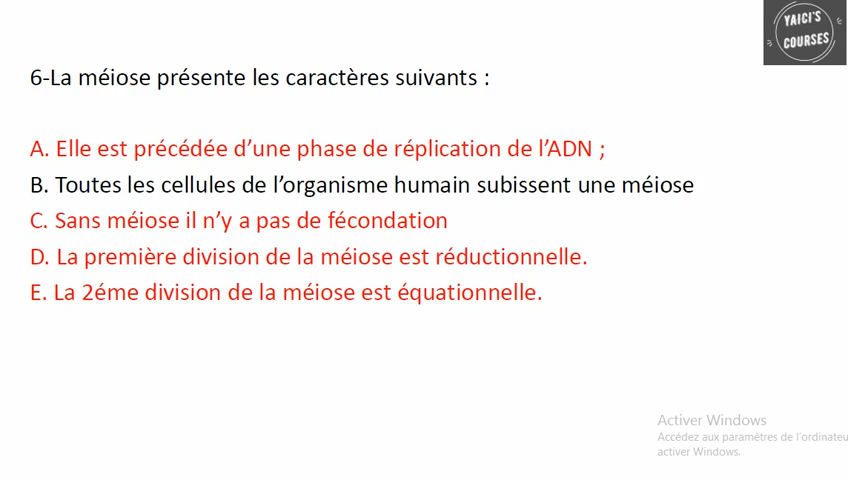 YAICI'S
COURSES
6-La méiose présente les caractères suivants :
A. Elle est précédée d'une phase de réplication de l'ADN ;
B. Toutes les cellules de l'organisme humain subissent une méiose
C. Sans méiose il n'y a pas de fécondation
D. La première division de la méiose est réductionnelle.
E. La 2éme division de la méiose est équationnelle.
Activer Windows
Accédez aux paramètres de l'ordinateu
activer Windows.